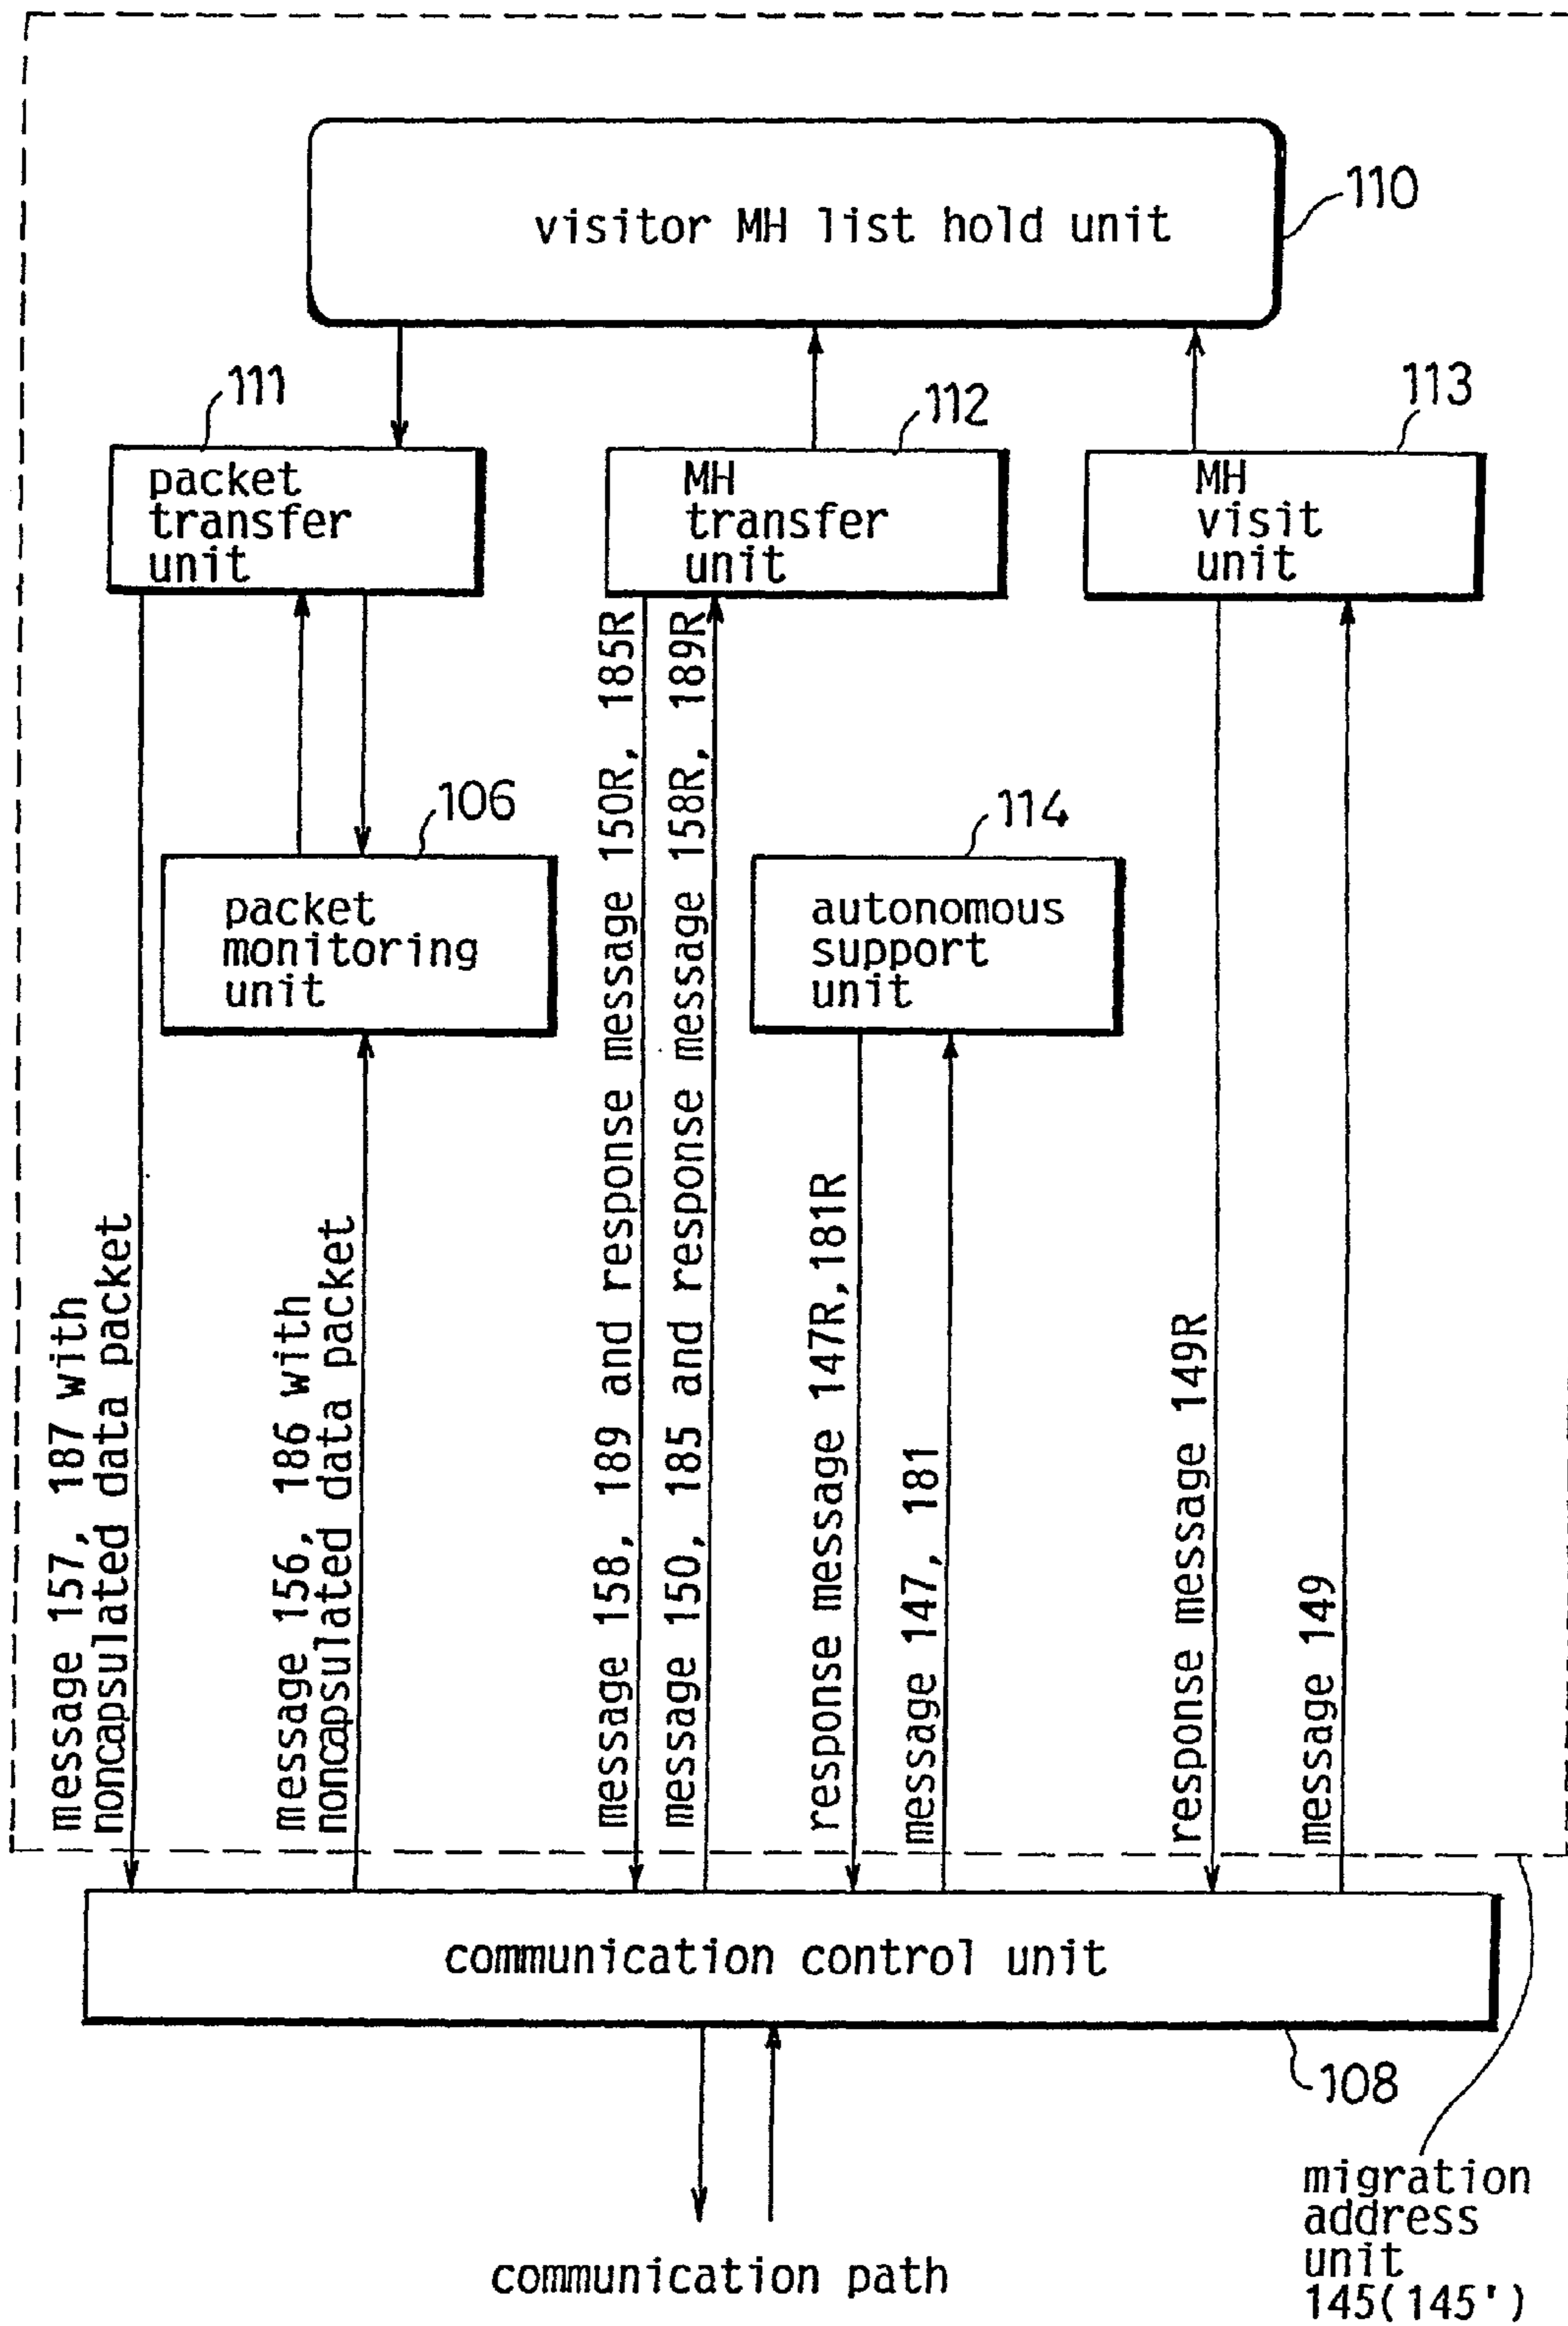 visitor MH list hold unit
110
111
112
113
packet
transfer
unit
MH
transfer
unit
MH
visit
unit
106
114
packet
monitoring
unit
autonomous
support
unit
message 157, 187 with
noncapsulated data packet
message 156, 186 with
noncapsulated data packet
message 158, 189 and response message 150R, 185R
message 150, 185 and response message 158R, 189R
response message 147R,181R
message 147, 181
response message 149R
message 149
communication control unit
108
communication path
migration
address
unit
145(145')